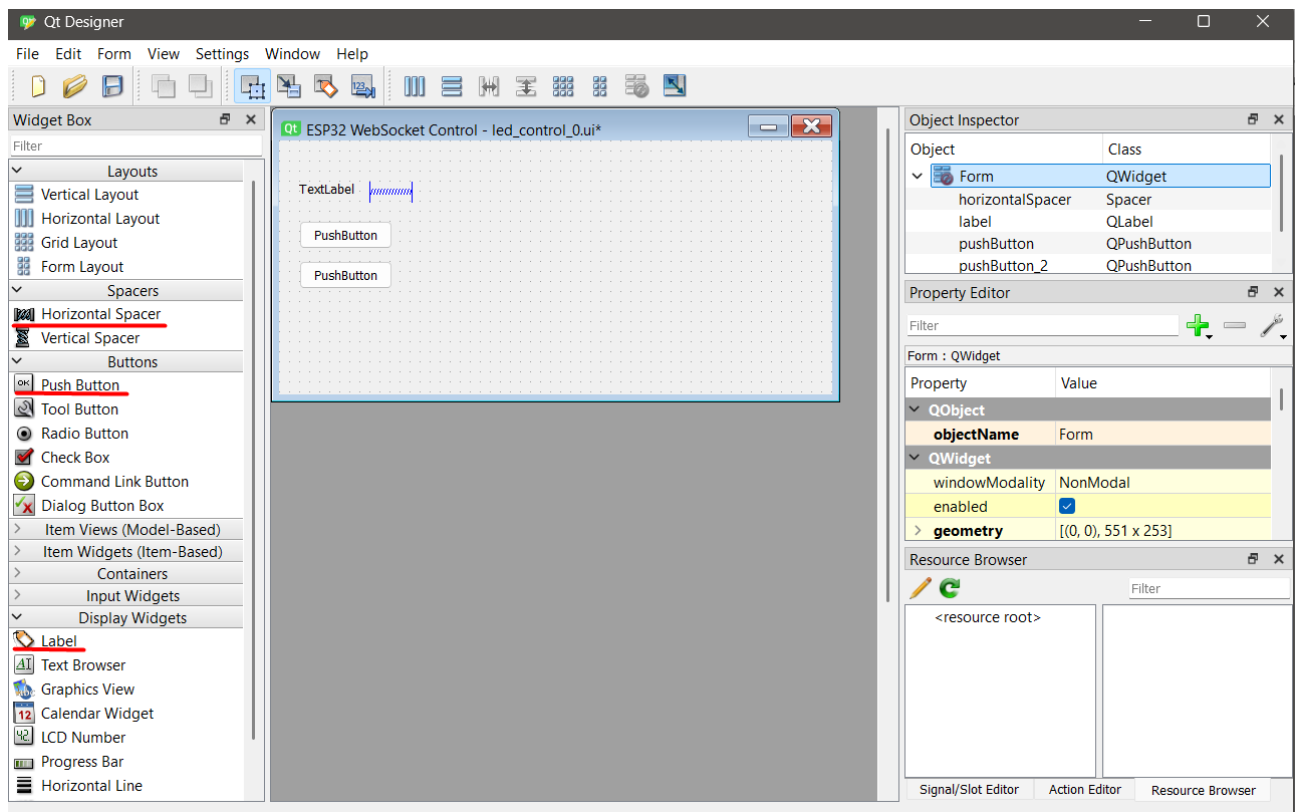 Qt Designer
File Edit Form View Settings Window Help
Widget Box
Filter
Layouts
Vertical Layout
Horizontal Layout
Grid Layout
Form Layout
Spacers
Horizontal Spacer
Vertical Spacer
Buttons
Push Button
Tool Button
Radio Button
Check Box
Command Link Button
Dialog Button Box
Item Views (Model-Based)
Item Widgets (Item-Based)
Containers
Input Widgets
Display Widgets
Label
Text Browser
Graphics View
Calendar Widget
LCD Number
Progress Bar
Horizontal Line
ESP32 WebSocket Control - led_control_0.ui*
TextLabel
PushButton
PushButton
Object Inspector
Object Class
Form QWidget
horizontalSpacer Spacer
label QLabel
pushButton QPushButton
pushButton_2 QPushButton
Property Editor
Filter
Form : QWidget
Property Value
QObject
objectName Form
QWidget
windowModality NonModal
enabled
geometry [(0, 0), 551 x 253]
Resource Browser
Filter
<resource root>
Signal/Slot Editor Action Editor Resource Browser